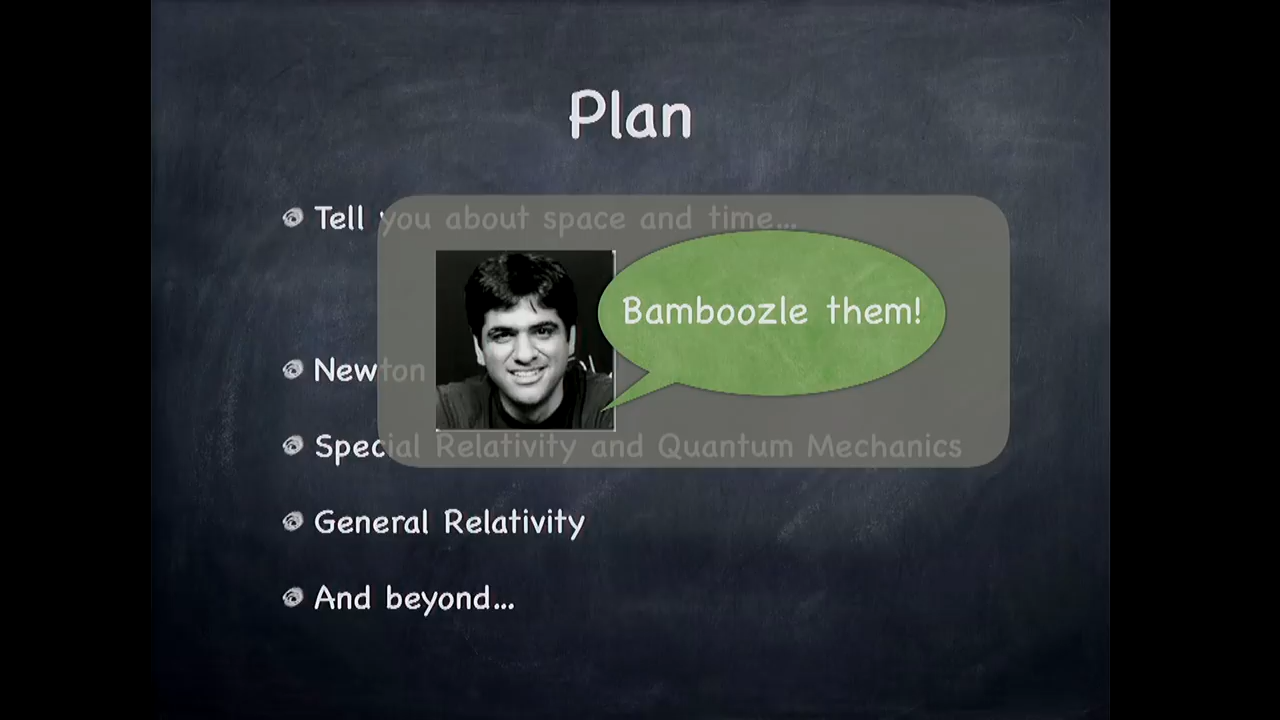 Plan
Tell you about space and time...
Bamboozle them!
Newton
Special Relativity and Quantum Mechanics
General Relativity
And beyond...